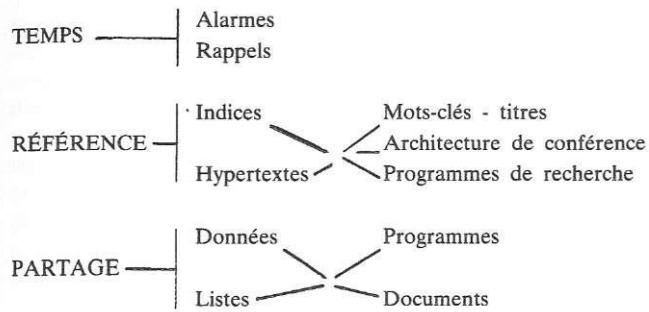 TEMPS
Alarmes
Rappels
RÉFÉRENCE
Indices
Mots-clés - titres
Architecture de conférence
Hypertextes
Programmes de recherche
PARTAGE
Données
Programmes
Listes
Documents